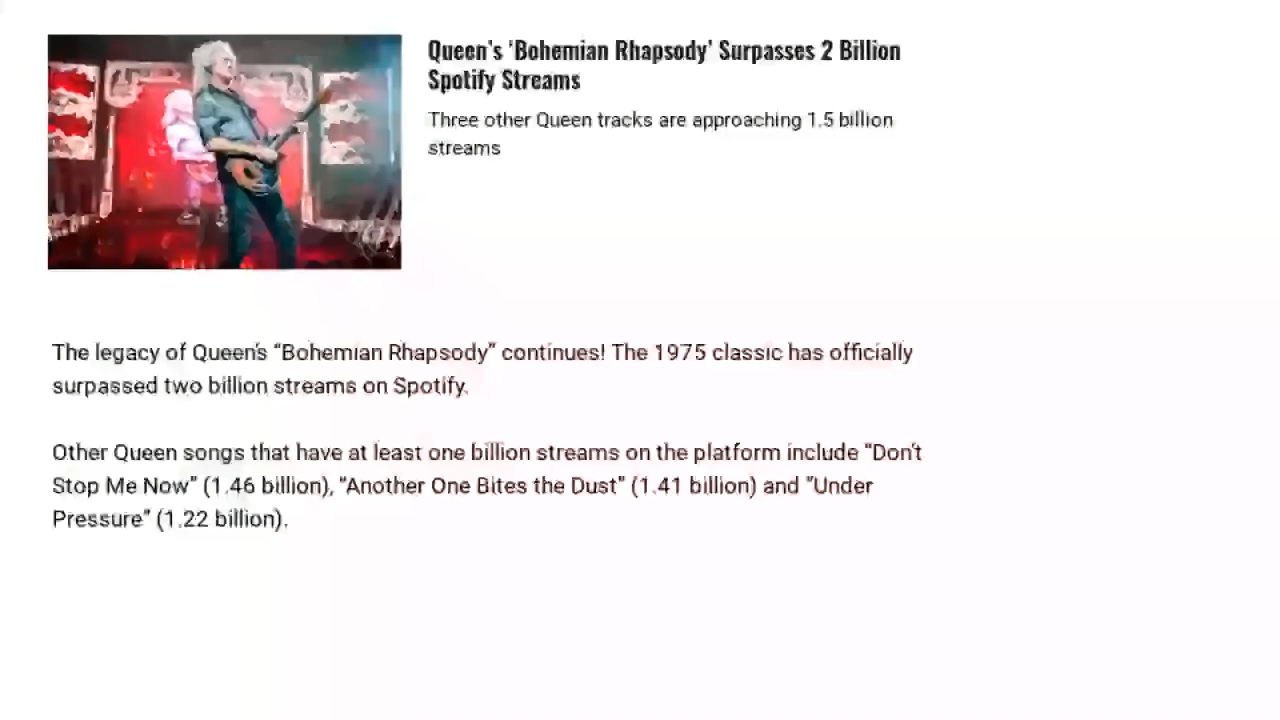 Queen's ‘Bohemian Rhapsody’ Surpasses 2 Billion
Spotify Streams
Three other Queen tracks are approaching 1.5 billion
streams
The legacy of Queen's “Bohemian Rhapsody” continues! The 1975 classic has officially
surpassed two billion streams on Spotify.
Other Queen songs that have at least one billion streams on the platform include “Don't
Stop Me Now” (1.46 billion), “Another One Bites the Dust” (1.41 billion) and “Under
Pressure” (1.22 billion).